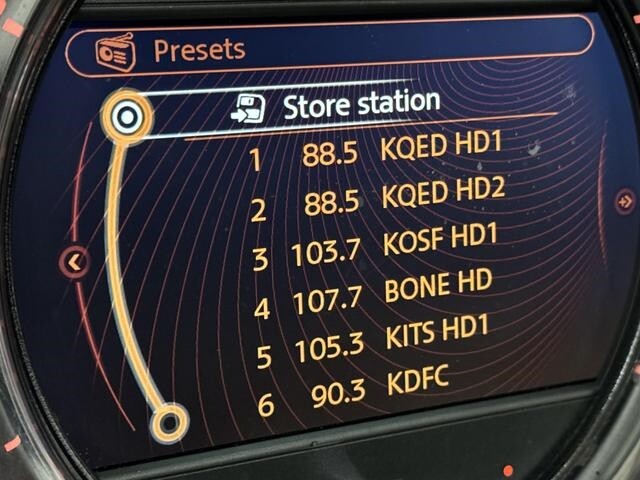 Presets
Store station
1 88.5 KQED HD1
2 88.5 KQED HD2
3 103.7 KOSF HD1
4 107.7 BONE HD
5 105.3 KITS HD1
6 90.3 KDFC